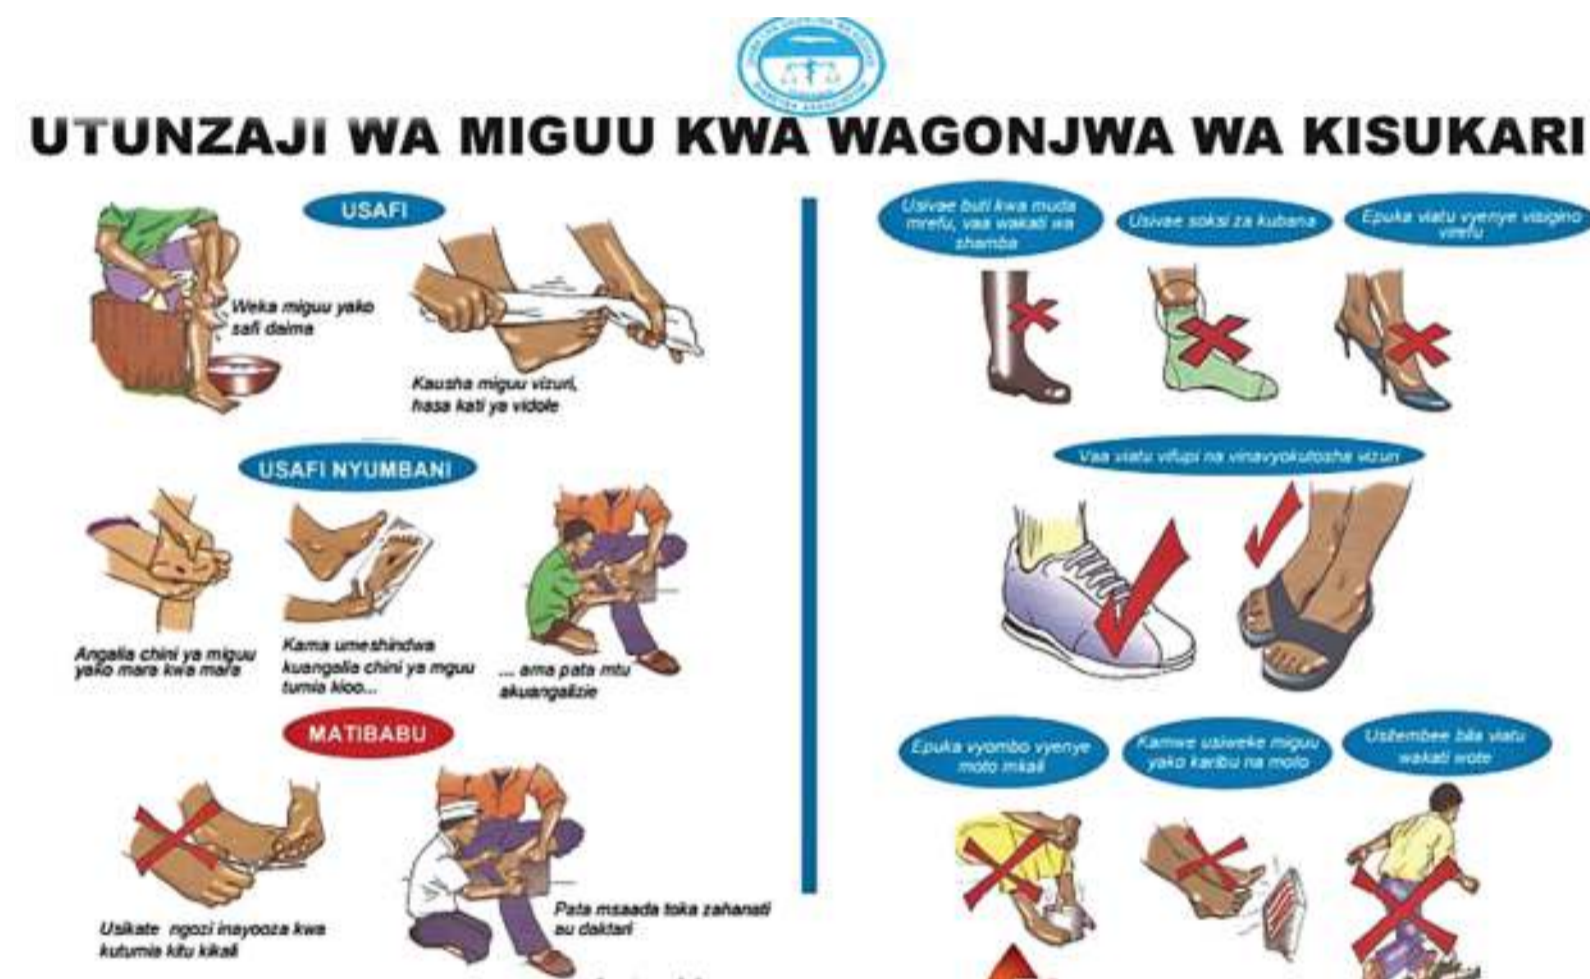 UTUNZAJI WA MIGUU KWA WAGONJWA WA KISUKARI
USAFI
Weka miguu yako
safi daima
Kausha miguu vizuri,
hasa kati ya vidole
USAFI NYUMBANI
Angalia chini ya miguu
yako mara kwa mara
Kama umeshindwa
kuangalia chini ya mguu
tumia kioo...
... ama pata mtu
akuangalizie
MATIBABU
Usikate ngozi inayooza kwa
kutumia kitu kikali
Pata msaada toka zahanati
au daktari
Usivae buti kwa muda
mrefu, vaa wakati wa
shamba
Usivae soksi za kubana
Epuka viatu vyenye visigino
virefu
Vaa viatu vifupi na vinavyokutosha vizuri
Epuka vyombo vyenye
moto mkali
Kamwe usiweke miguu
yako karibu na moto
Usitembee bila viatu
wakati wote